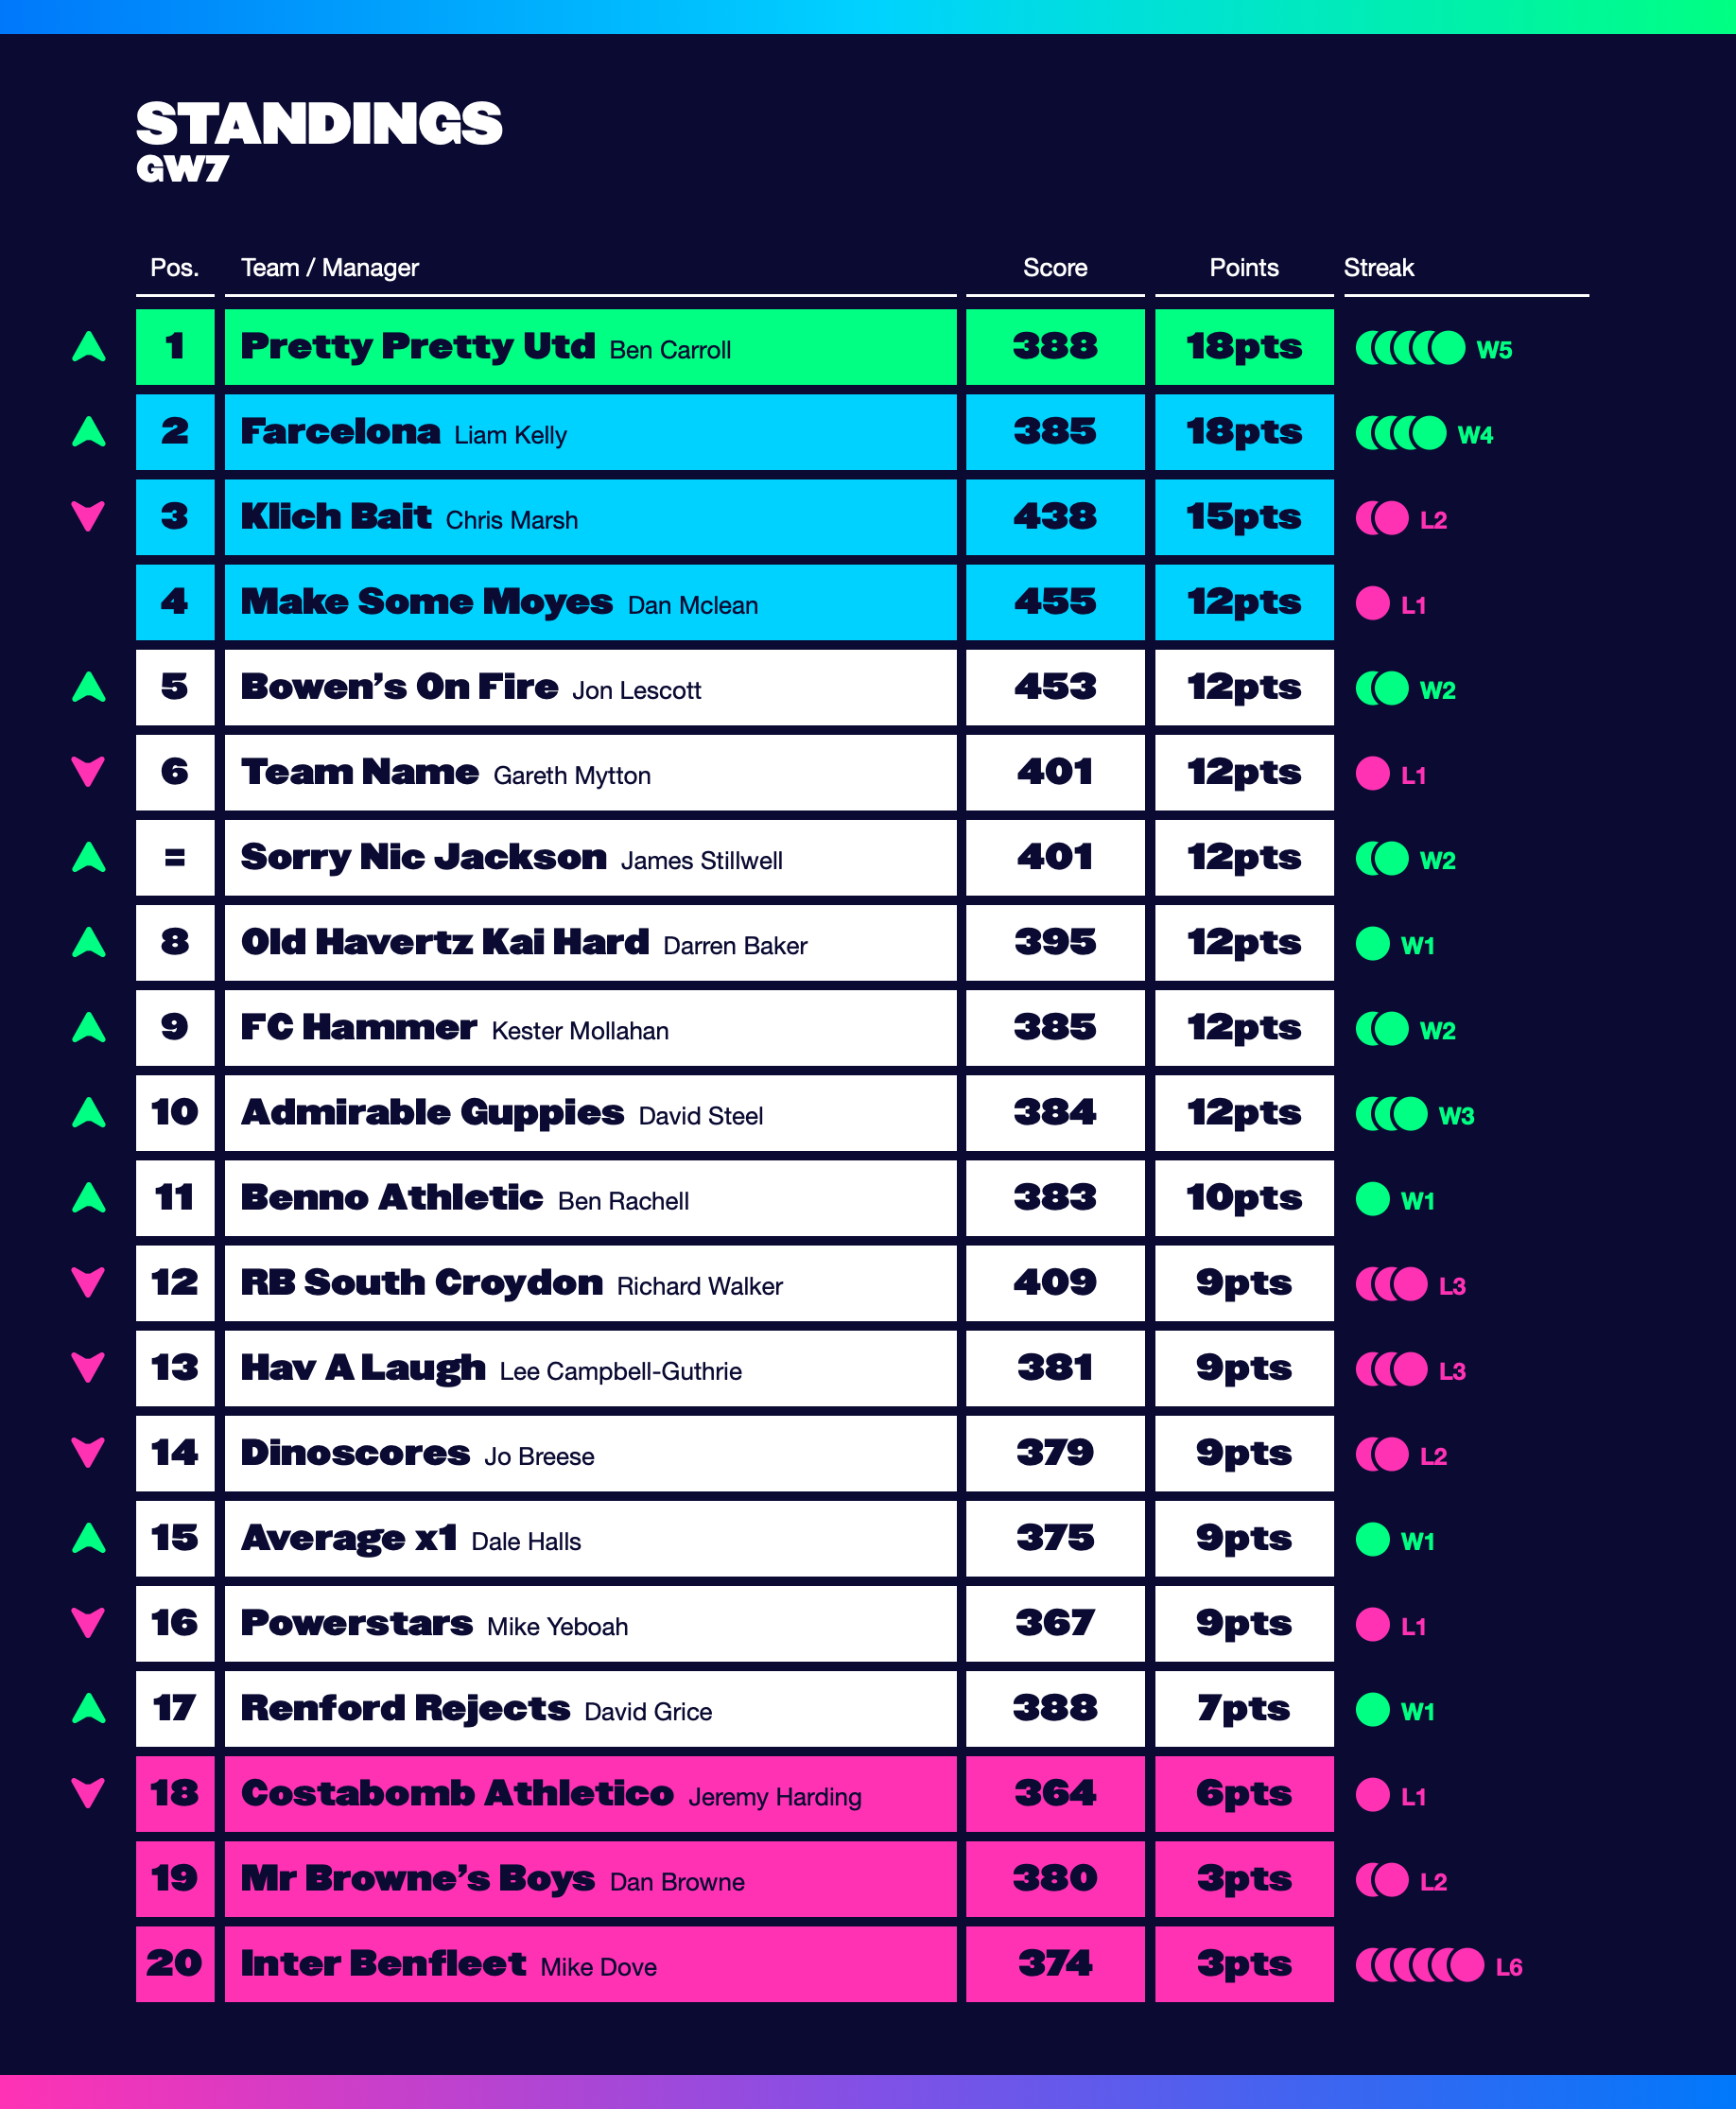 STANDINGS
GW7
Pos. Team / Manager Score Points Streak
1 Pretty Pretty Utd Ben Carroll 388 18pts W5
2 Farcelona Liam Kelly 385 18pts W4
3 Klich Bait Chris Marsh 438 15pts L2
4 Make Some Moyes Dan Mclean 455 12pts L1
5 Bowen’s On Fire Jon Lescott 453 12pts W2
6 Team Name Gareth Mytton 401 12pts L1
= Sorry Nic Jackson James Stillwell 401 12pts W2
8 Old Havertz Kai Hard Darren Baker 395 12pts W1
9 FC Hammer Kester Mollahan 385 12pts W2
10 Admirable Guppies David Steel 384 12pts W3
11 Benno Athletic Ben Rachell 383 10pts W1
12 RB South Croydon Richard Walker 409 9pts L3
13 Hav A Laugh Lee Campbell-Guthrie 381 9pts L3
14 Dinoscores Jo Breese 379 9pts L2
15 Average x1 Dale Halls 375 9pts W1
16 Powerstars Mike Yeboah 367 9pts L1
17 Renford Rejects David Grice 388 7pts W1
18 Costabomb Athletico Jeremy Harding 364 6pts L1
19 Mr Browne’s Boys Dan Browne 380 3pts L2
20 Inter Benfleet Mike Dove 374 3pts L6